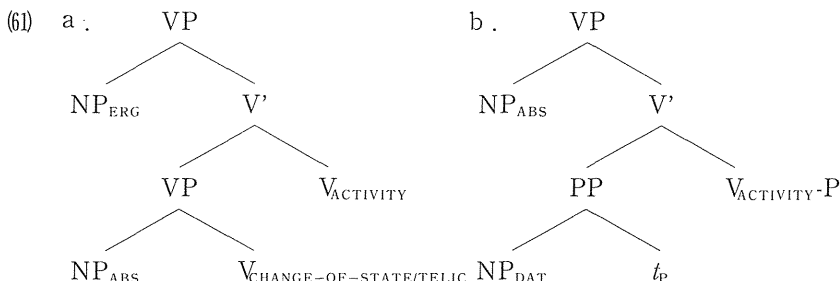 (61) a. VP b. VP
NP_ERG V' NP_ABS V'
VP V_ACTIVITY PP V_ACTIVITY-P
NP_ABS V_CHANGE-OF-STATE/TELIC NP_DAT t_P